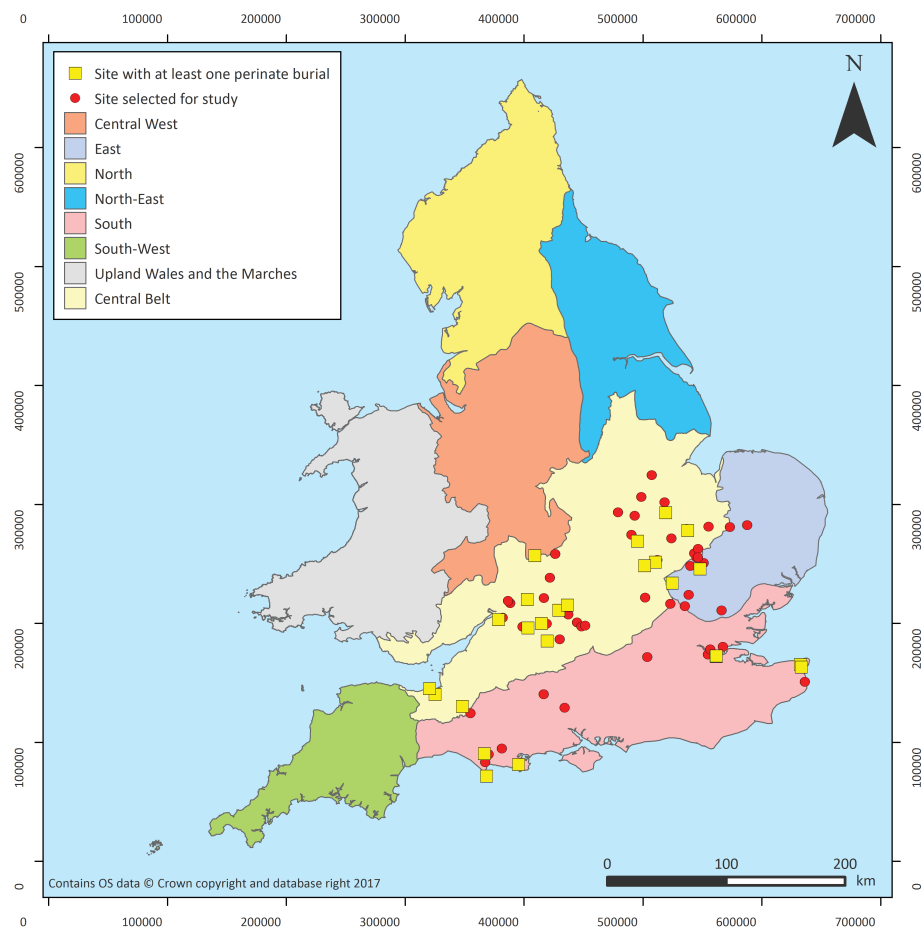 0 100000 200000 300000 400000 500000 600000 700000
Site with at least one perinate burial
Site selected for study
Central West
East
North
North-East
South
South-West
Upland Wales and the Marches
Central Belt
N
600000
500000
400000
300000
200000
100000
0
600000
500000
400000
300000
200000
100000
0
0 100 200
km
Contains OS data © Crown copyright and database right 2017
0 100000 200000 300000 400000 500000 600000 700000